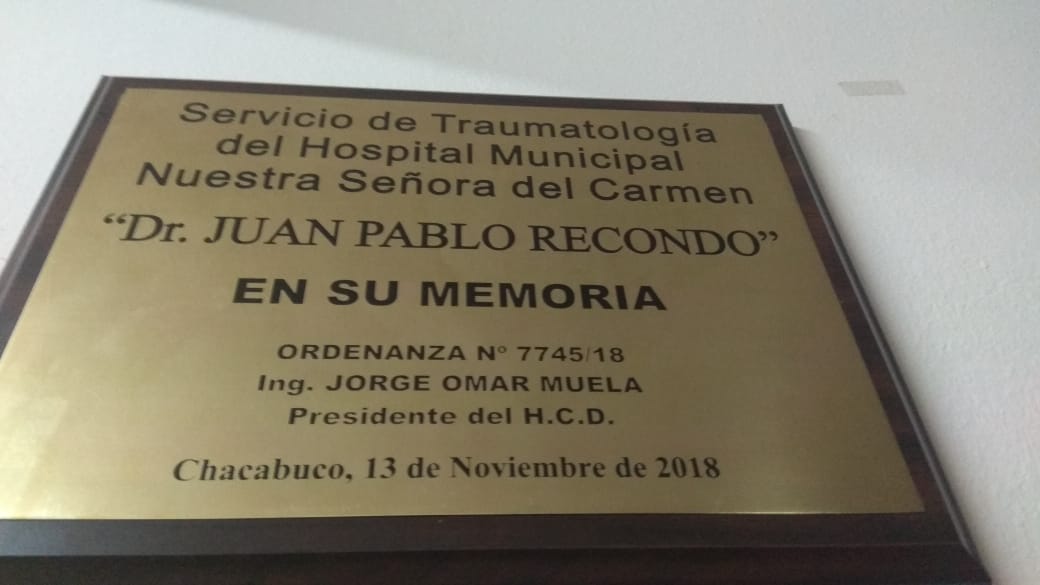 Servicio de Traumatología
del Hospital Municipal
Nuestra Señora del Carmen
“Dr. JUAN PABLO RECONDO”
EN SU MEMORIA
ORDENANZA N° 7745/18
Ing. JORGE OMAR MUELA
Presidente del H.C.D.
Chacabuco, 13 de Noviembre de 2018